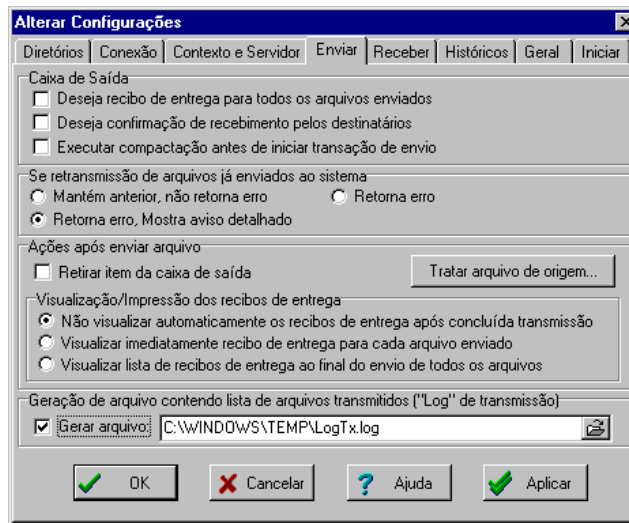 Alterar Configurações
Diretórios Conexão Contexto e Servidor Enviar Receber Históricos Geral Iniciar
Caixa de Saída
Deseja recibo de entrega para todos os arquivos enviados
Deseja confirmação de recebimento pelos destinatários
Executar compactação antes de iniciar transação de envio
Se retransmissão de arquivos já enviados ao sistema
Mantém anterior, não retorna erro Retorna erro
Retorna erro, Mostra aviso detalhado
Ações após enviar arquivo
Retirar item da caixa de saída Tratar arquivo de origem...
Visualização/Impressão dos recibos de entrega
Não visualizar automaticamente os recibos de entrega após concluída transmissão
Visualizar imediatamente recibo de entrega para cada arquivo enviado
Visualizar lista de recibos de entrega ao final do envio de todos os arquivos
Geração de arquivo contendo lista de arquivos transmitidos ("Log" de transmissão)
Gerar arquivo: C:\WINDOWS\TEMP\LogTx.log
OK Cancelar Ajuda Aplicar